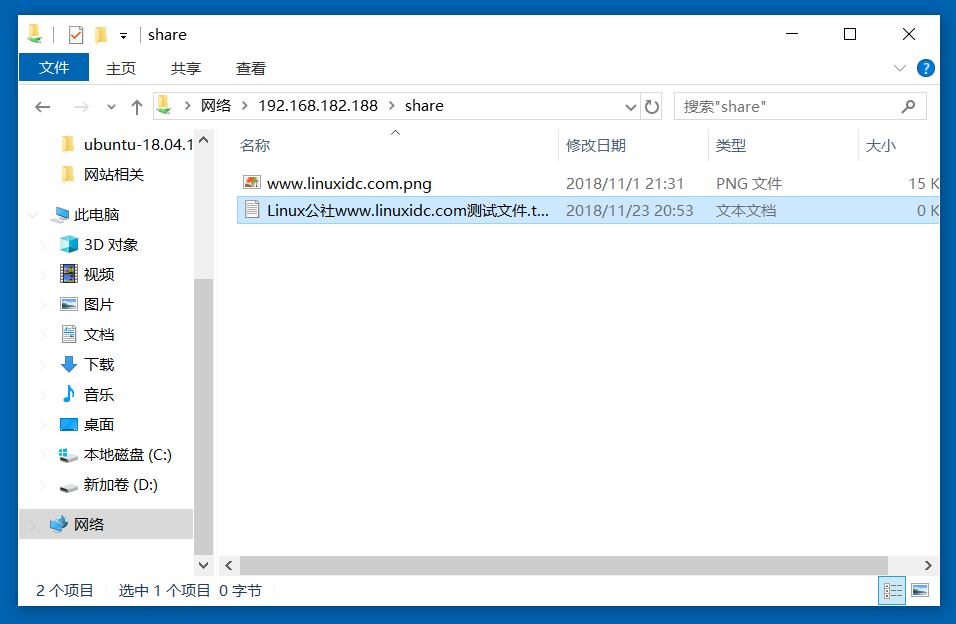 share
文件 主页 共享 查看
网络 192.168.182.188 share 搜索"share"
名称 修改日期 类型 大小
www.linuxidc.com.png 2018/11/1 21:31 PNG 文件 15 K
Linux公社www.linuxidc.com测试文件.t... 2018/11/23 20:53 文本文档 0 K
ubuntu-18.04.1
网站相关
此电脑
3D 对象
视频
图片
文档
下载
音乐
桌面
本地磁盘 (C:)
新加卷 (D:)
网络
2 个项目 选中 1 个项目 0 字节